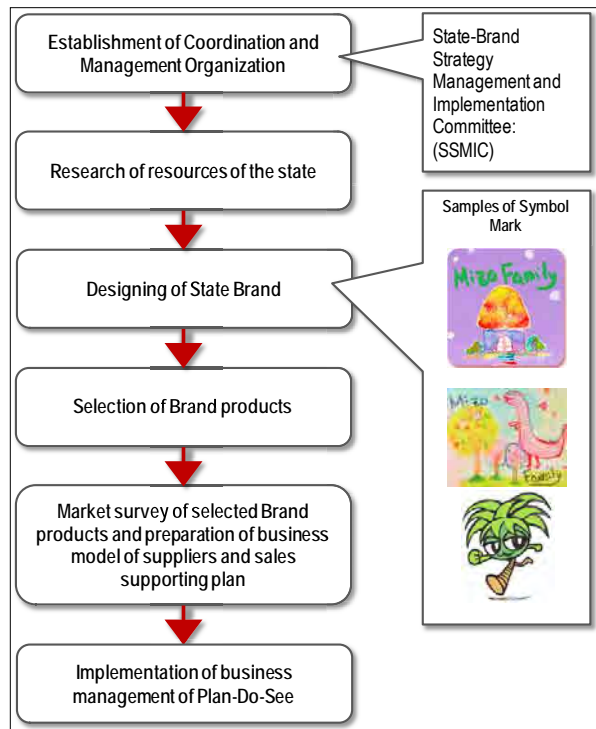 Establishment of Coordination and
Management Organization
State-Brand
Strategy
Management and
Implementation
Committee:
(SSMIC)
Research of resources of the state
Designing of State Brand
Samples of Symbol
Mark
Mizo Family
Mizo
Family
Selection of Brand products
Market survey of selected Brand
products and preparation of business
model of suppliers and sales
supporting plan
Implementation of business
management of Plan-Do-See